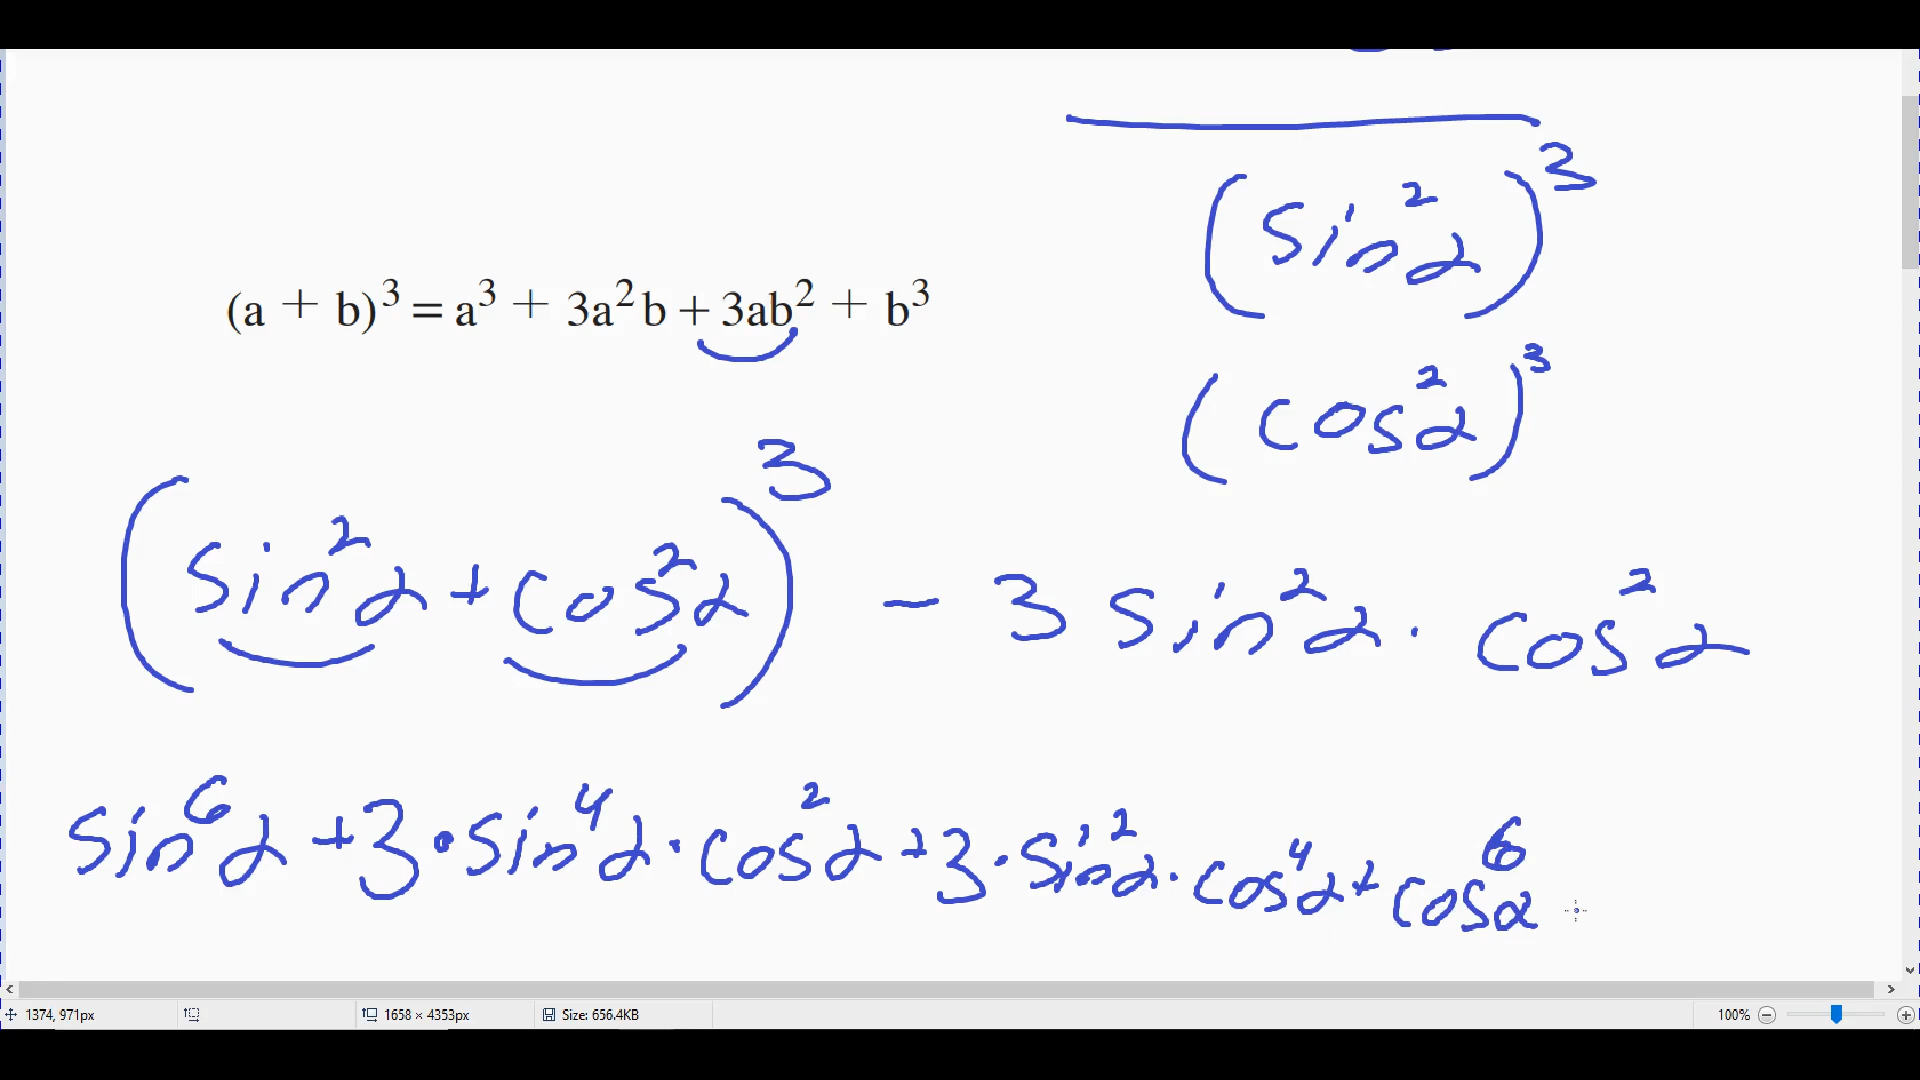 (sin²α)³
(a + b)³ = a³ + 3a²b + 3ab² + b³
(cos²α)³
(sin²α + cos²α)³ − 3 sin²α · cos²α
sin⁶α + 3 · sin⁴α · cos²α + 3 · sin²α · cos⁴α + cos⁶α
1374, 971px 1658 × 4353px Size: 656.4KB 100%